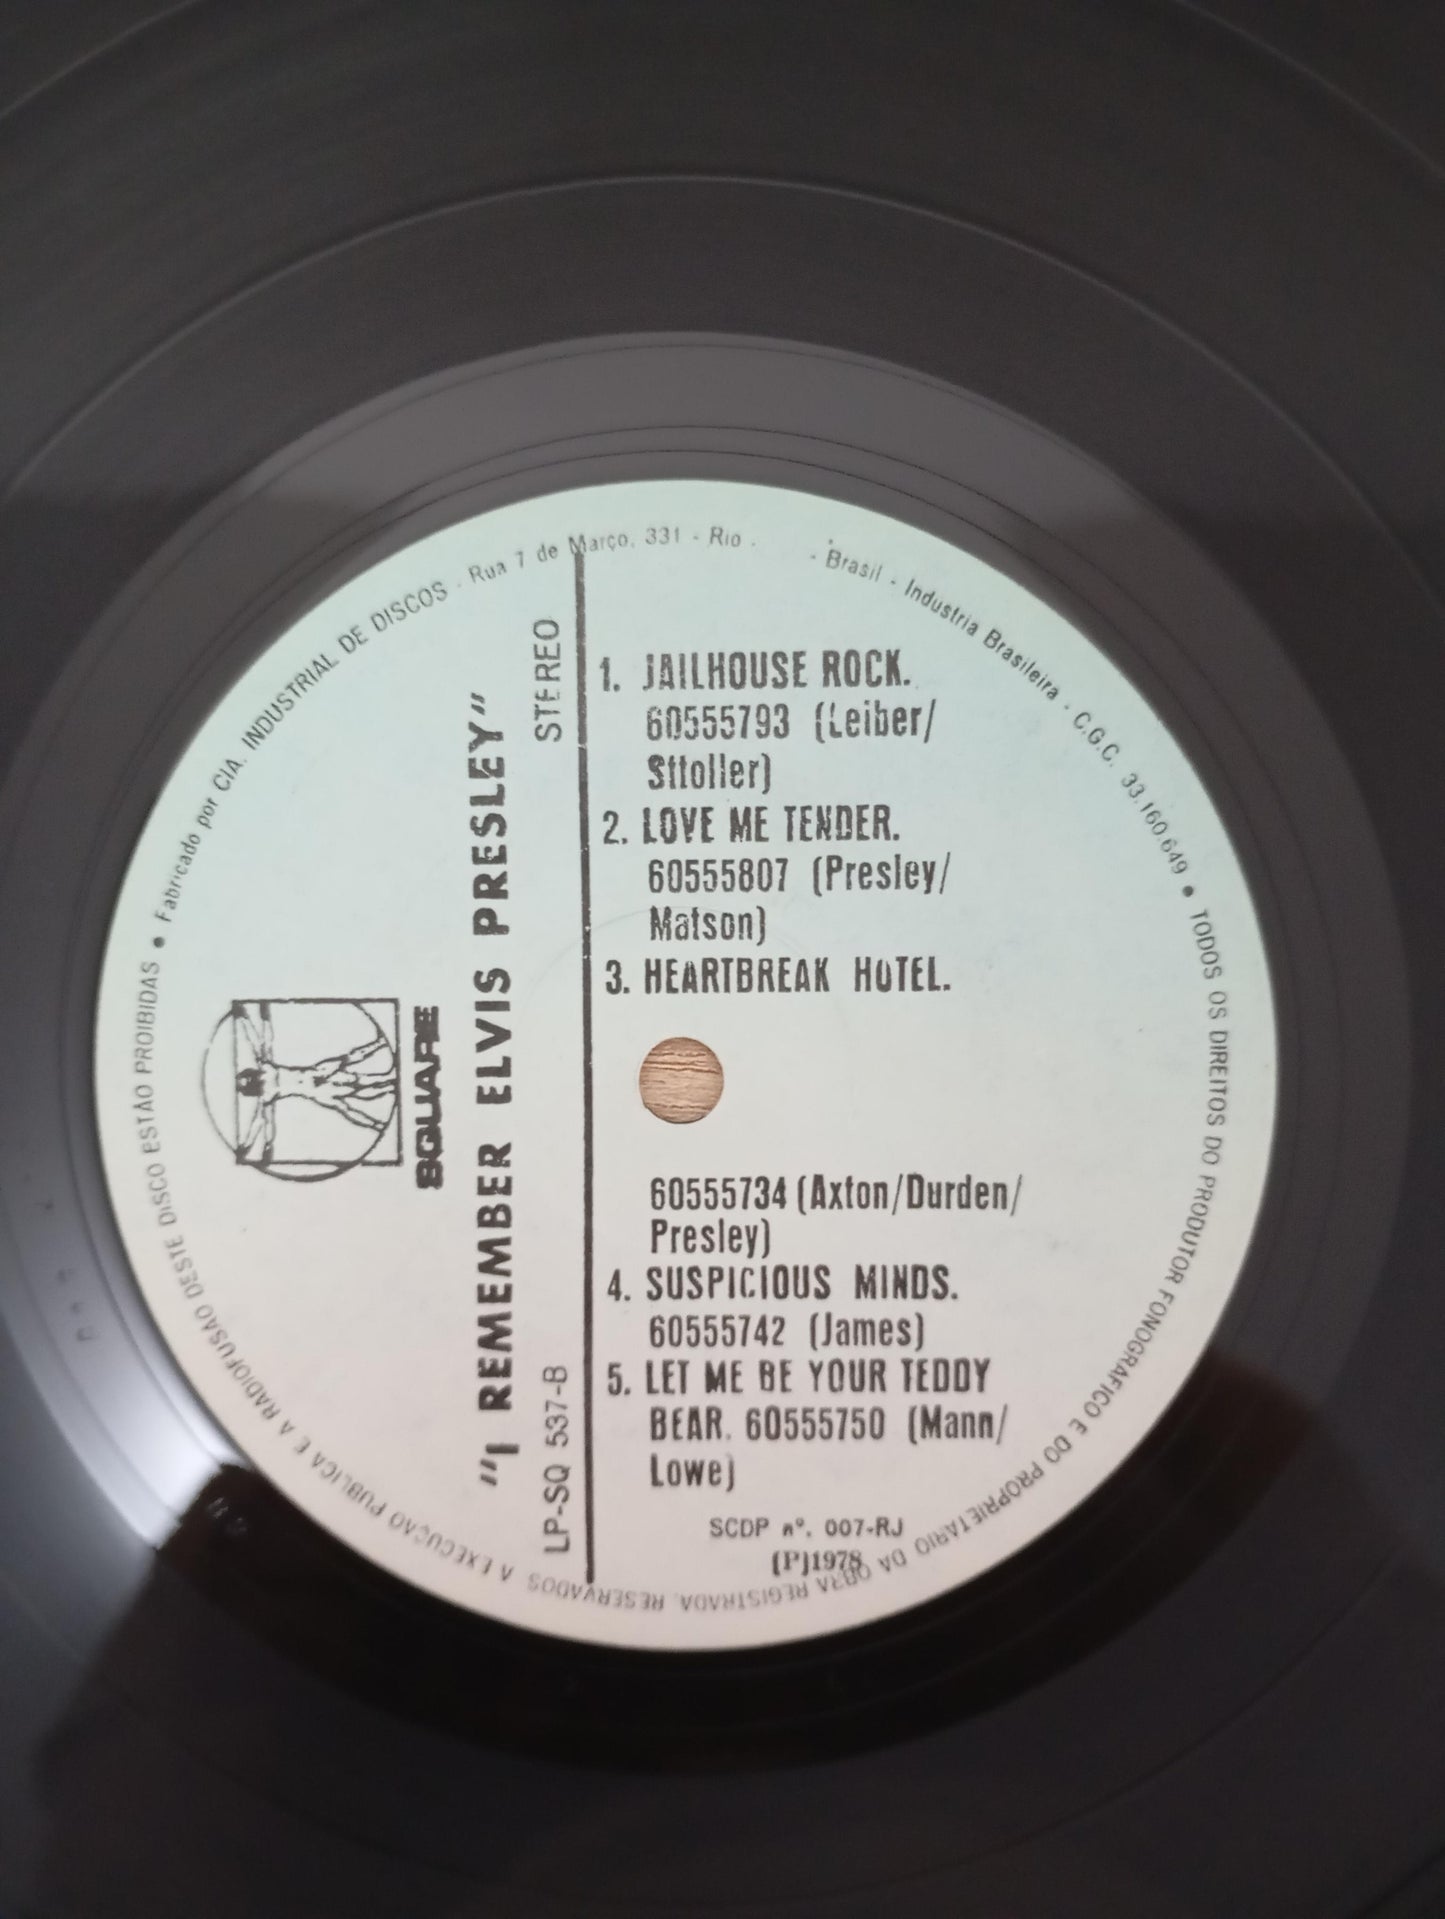 SQUARE
"I REMEMBER ELVIS PRESLEY"
LP-SQ 537-B
STEREO
1. JAILHOUSE ROCK.
60555793 (Leiber/
Sttoller)
2. LOVE ME TENDER.
60555807 (Presley/
Matson)
3. HEARTBREAK HOTEL.
60555734 (Axton/Durden/
Presley)
4. SUSPICIOUS MINDS.
60555742 (James)
5. LET ME BE YOUR TEDDY
BEAR. 60555750 (Mann/
Lowe)
SCDP nº. 007-RJ
(P)1978
Fabricado por CIA. INDUSTRIAL DE DISCOS - Rua 7 de Março, 331 - Rio - Brasil - Industria Brasileira - C.G.C. 33.160.649 • TODOS OS DIREITOS DO PRODUTOR FONOGRAFICO E DO PROPRIETARIO DA OBRA REGISTRADA, RESERVADOS A EXECUÇÃO PUBLICA E A RADIOFUSÃO DESTE DISCO ESTÃO PROIBIDAS •